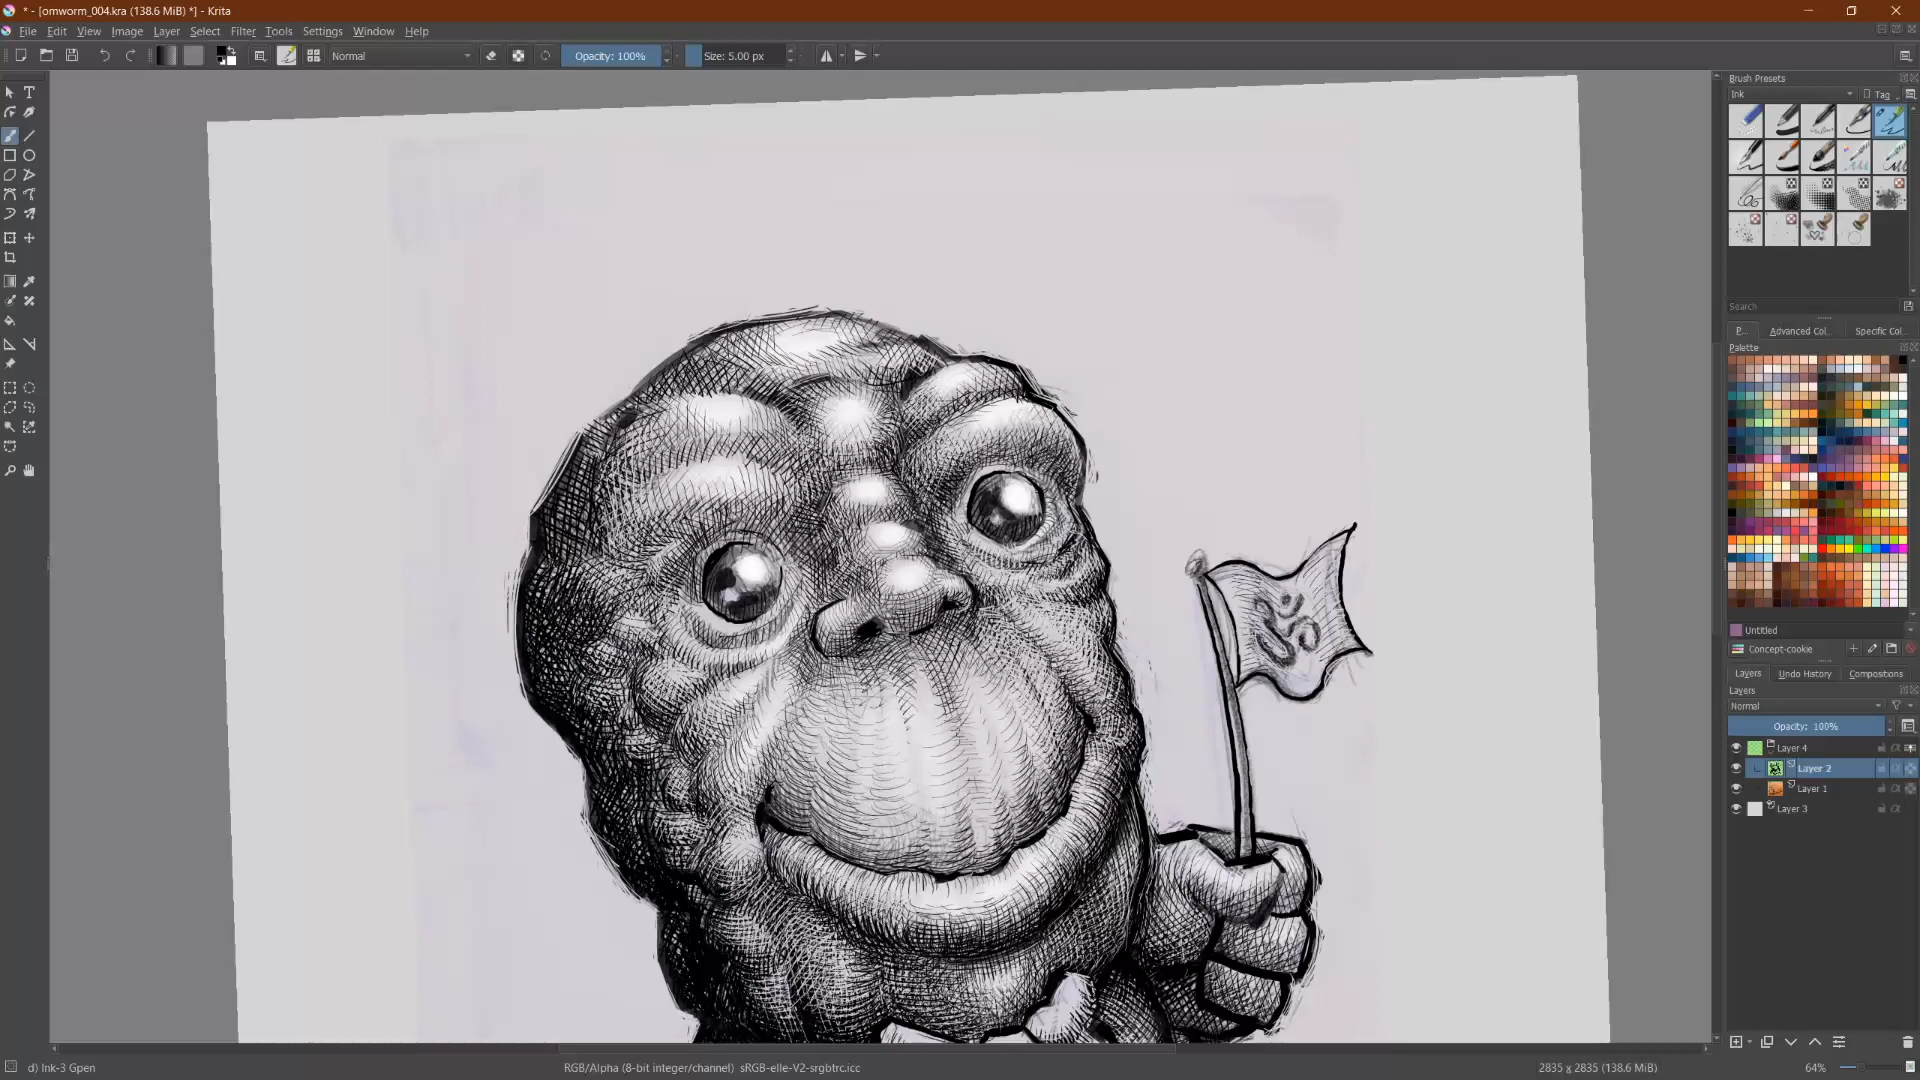 * - [omworm_004.kra (138.6 MiB) *] - Krita
File Edit View Image Layer Select Filter Tools Settings Window Help
Normal Opacity: 100% Size: 5.00 px
Brush Presets
Ink Tag
Search
P... Advanced Col... Specific Col...
Palette
ॐ
Untitled
Concept-cookie
Layers Undo History Compositions
Layers
Normal
Opacity: 100%
Layer 4
Layer 2
Layer 1
Layer 3
d) Ink-3 Gpen RGB/Alpha (8-bit integer/channel) sRGB-elle-V2-srgbtrc.icc 2835 x 2835 (138.6 MiB) 64%